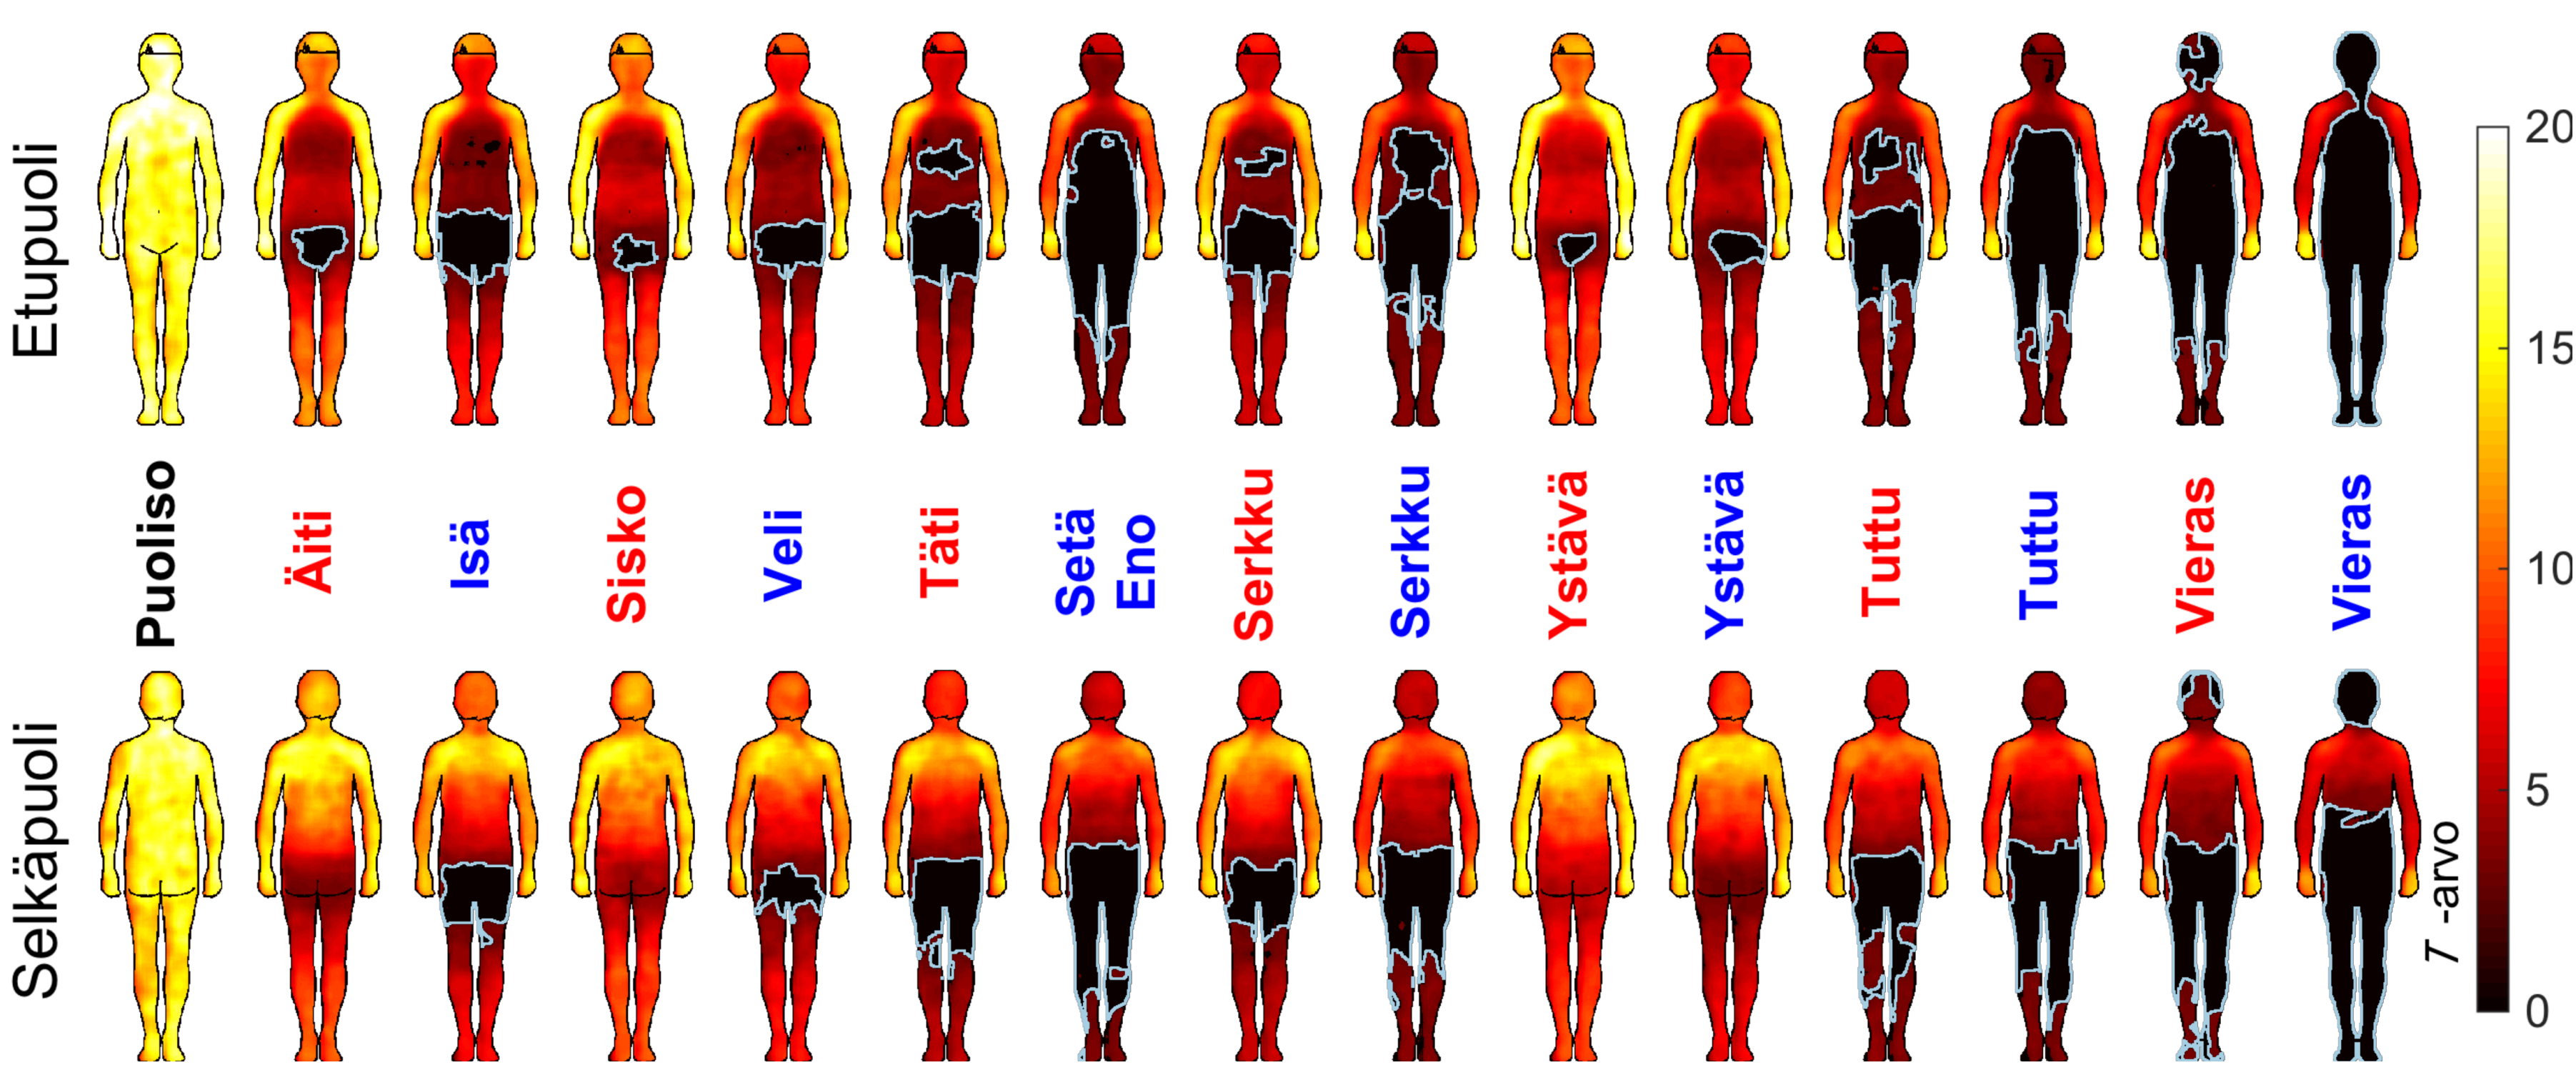 Etupuoli
Puoliso
Äiti
Isä
Sisko
Veli
Täti
Setä
Eno
Serkku
Serkku
Ystävä
Ystävä
Tuttu
Tuttu
Vieras
Vieras
Selkäpuoli
20
15
10
5
0
T -arvo